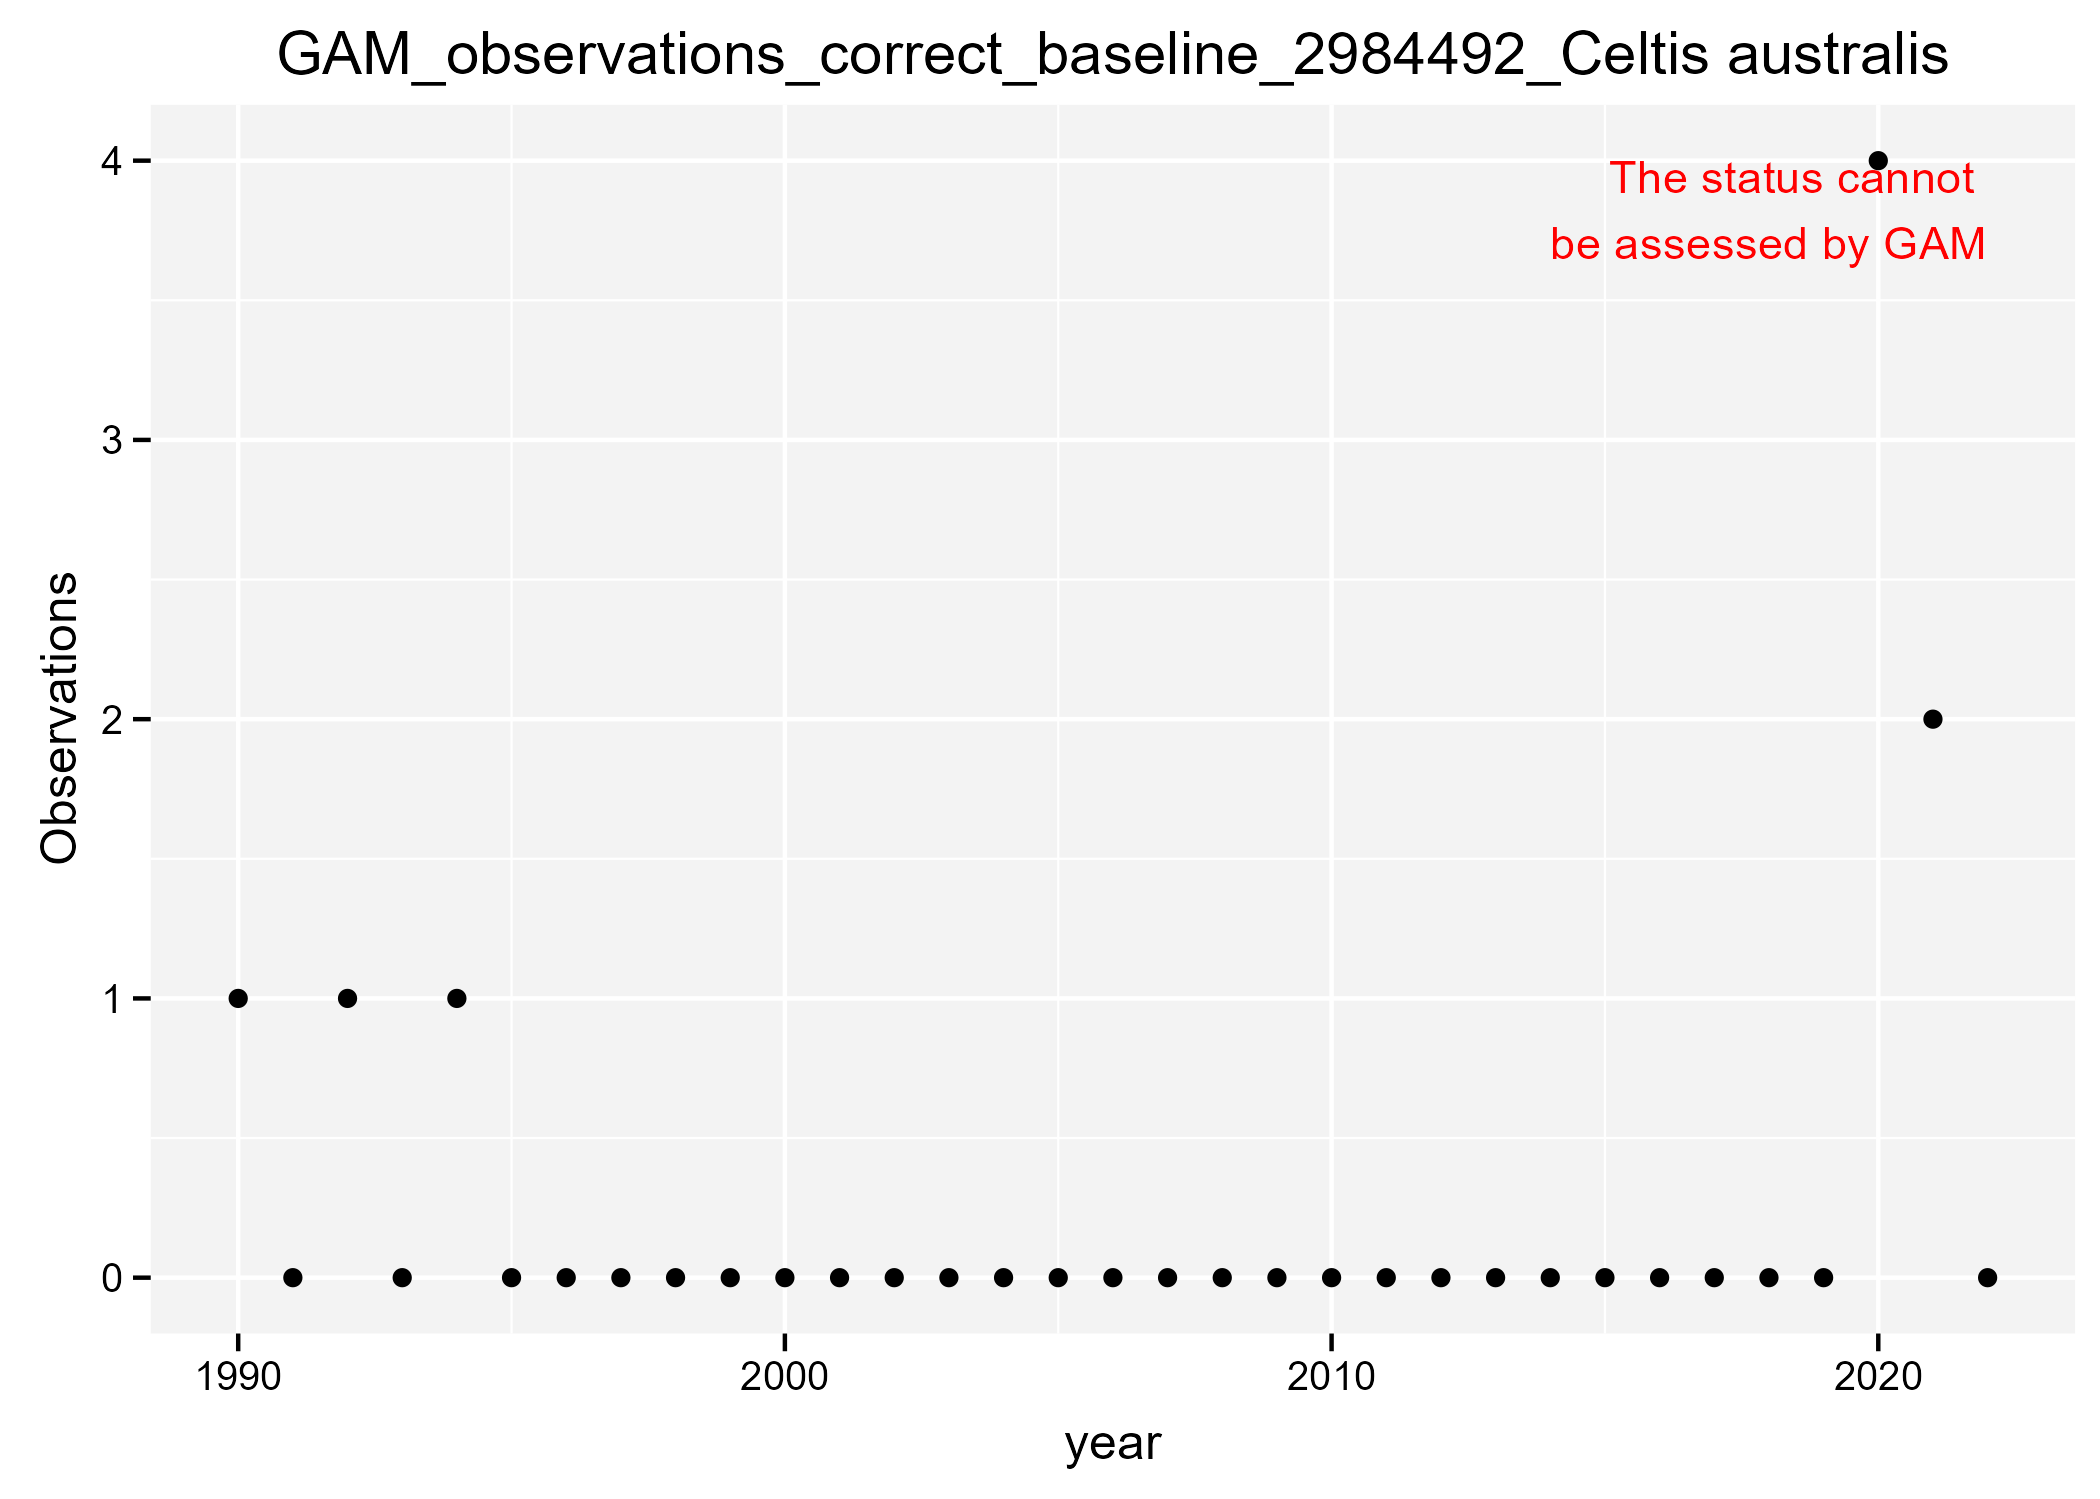 GAM_observations_correct_baseline_2984492_Celtis australis
4
The status cannot
be assessed by GAM
3
Observations
2
1
0
1990 2000 2010 2020
year